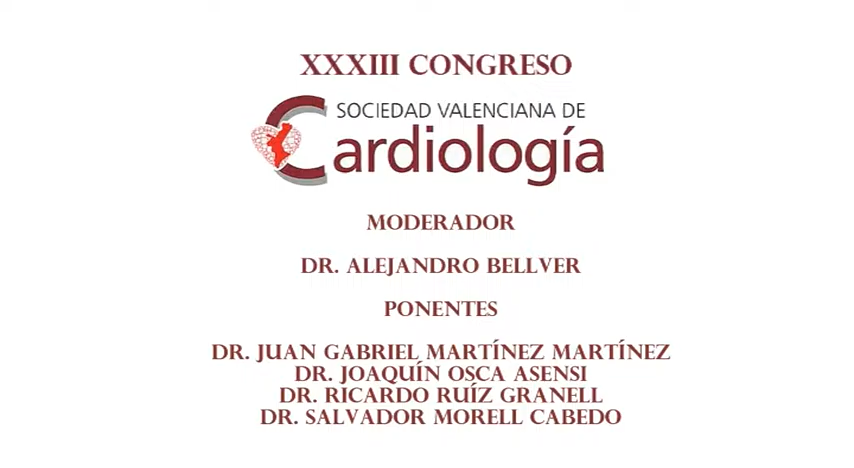 XXXIII CONGRESO
SOCIEDAD VALENCIANA DE
Cardiología
MODERADOR
DR. ALEJANDRO BELLVER
PONENTES
DR. JUAN GABRIEL MARTÍNEZ MARTÍNEZ
DR. JOAQUÍN OSCA ASENSI
DR. RICARDO RUÍZ GRANELL
DR. SALVADOR MORELL CABEDO